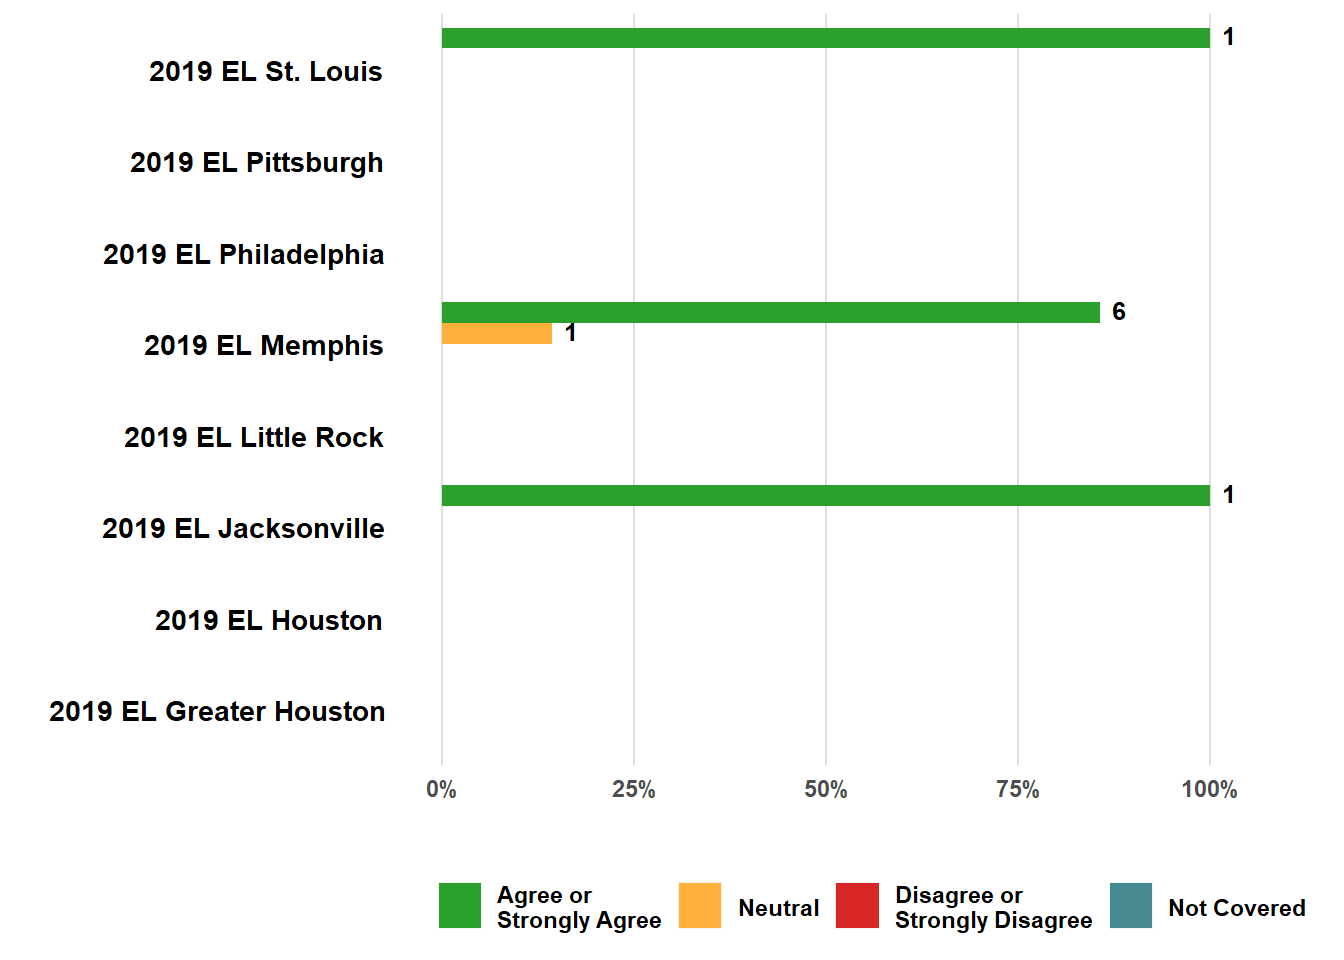 1
2019 EL St. Louis
2019 EL Pittsburgh
2019 EL Philadelphia
6
1
2019 EL Memphis
2019 EL Little Rock
1
2019 EL Jacksonville
2019 EL Houston
2019 EL Greater Houston
0% 25% 50% 75% 100%
Agree or
Strongly Agree
Neutral
Disagree or
Strongly Disagree
Not Covered